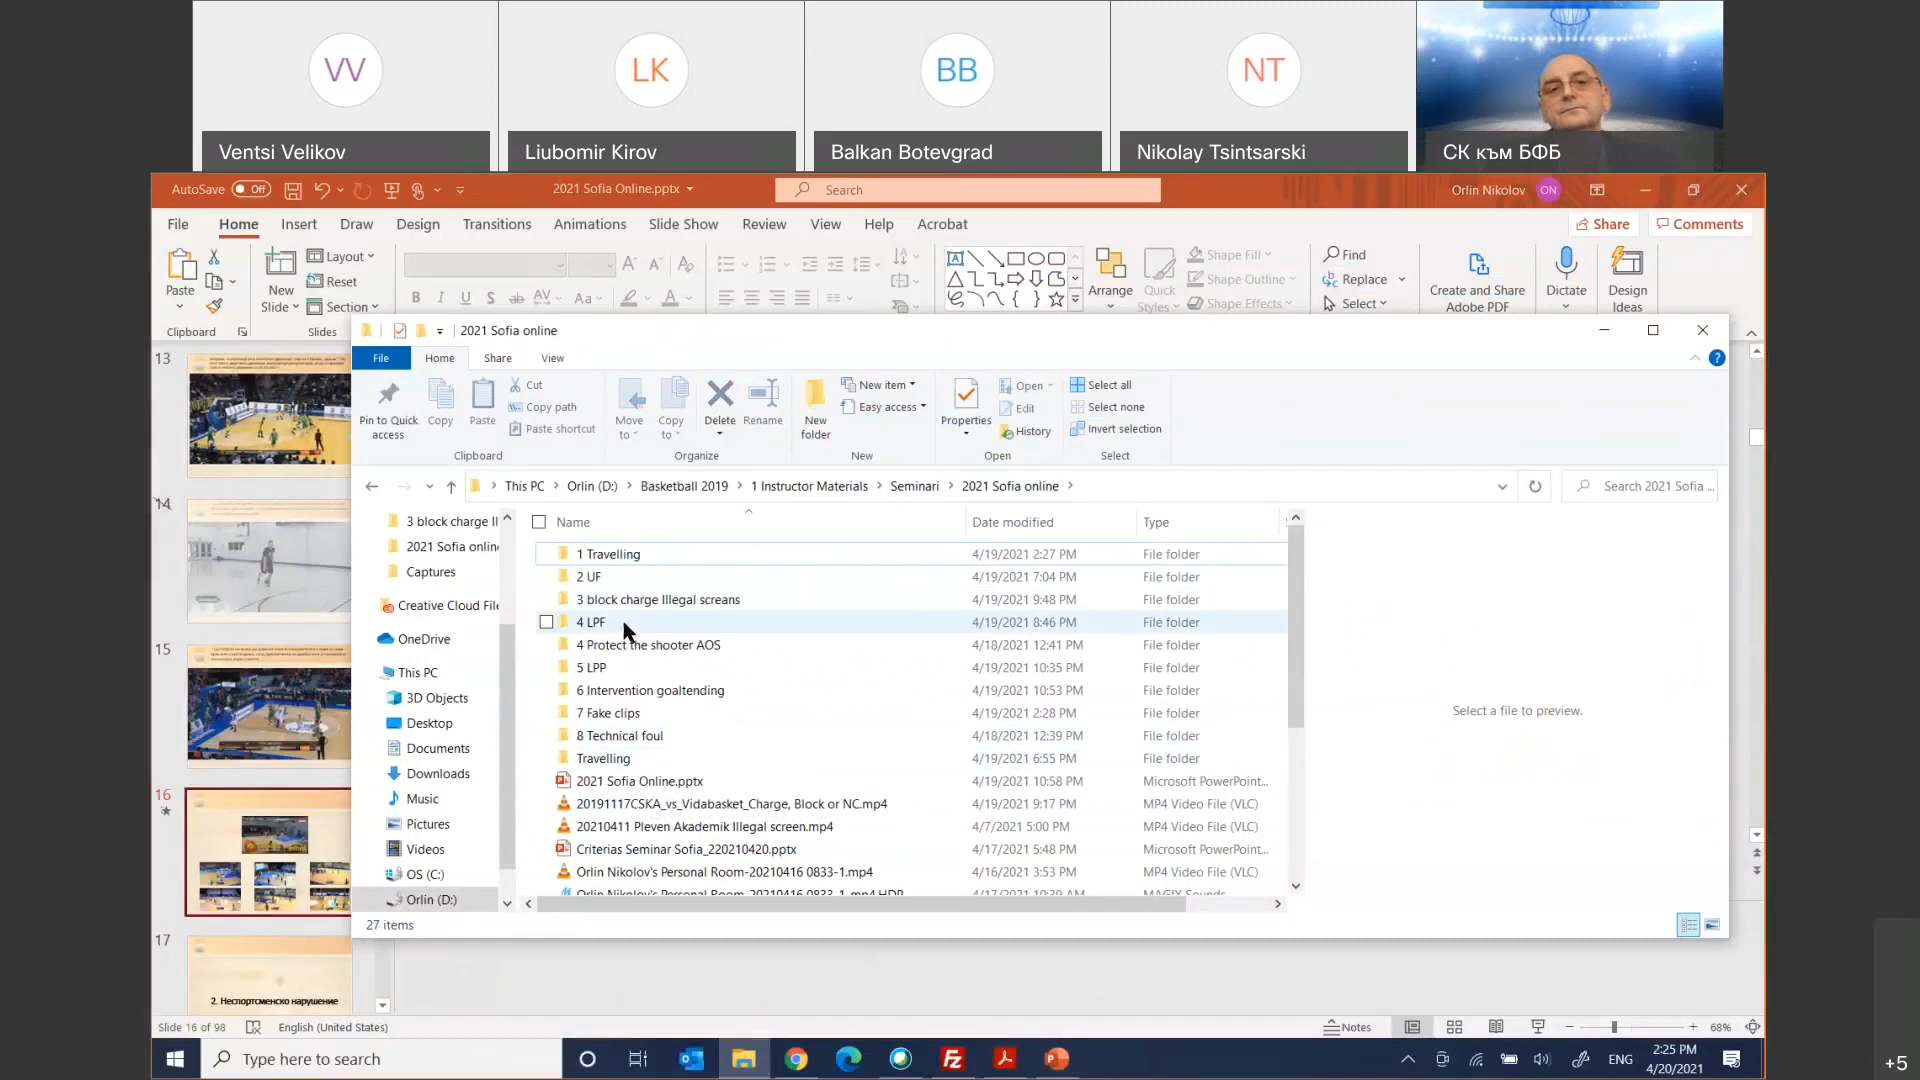 VV
LK
BB
NT
Ventsi Velikov
Liubomir Kirov
Balkan Botevgrad
Nikolay Tsintsarski
СК към БФБ
AutoSave Off
2021 Sofia Online.pptx
Search
Orlin Nikolov ON
File Home Insert Draw Design Transitions Animations Slide Show Review View Help Acrobat
Share Comments
Paste
Clipboard
New
Slide
Layout
Reset
Section
Slides
Arrange
Quick
Styles
Shape Fill
Shape Outline
Shape Effects
Find
Replace
Select
Create and Share
Adobe PDF
Dictate
Design
Ideas
2021 Sofia online
File Home Share View
Pin to Quick
access
Copy
Paste
Cut
Copy path
Paste shortcut
Clipboard
Move
to
Copy
to
Delete
Rename
Organize
New
folder
New item
Easy access
New
Properties
Open
Edit
History
Open
Select all
Select none
Invert selection
Select
This PC > Orlin (D:) > Basketball 2019 > 1 Instructor Materials > Seminari > 2021 Sofia online >
Search 2021 Sofia ...
3 block charge Il
2021 Sofia onlin
Captures
Creative Cloud File
OneDrive
This PC
3D Objects
Desktop
Documents
Downloads
Music
Pictures
Videos
OS (C:)
Orlin (D:)
Name Date modified Type
1 Travelling 4/19/2021 2:27 PM File folder
2 UF 4/19/2021 7:04 PM File folder
3 block charge Illegal screans 4/19/2021 9:48 PM File folder
4 LPF 4/19/2021 8:46 PM File folder
4 Protect the shooter AOS 4/18/2021 12:41 PM File folder
5 LPP 4/19/2021 10:35 PM File folder
6 Intervention goaltending 4/19/2021 10:53 PM File folder
7 Fake clips 4/19/2021 2:28 PM File folder
8 Technical foul 4/18/2021 12:39 PM File folder
Travelling 4/19/2021 6:55 PM File folder
2021 Sofia Online.pptx 4/19/2021 10:58 PM Microsoft PowerPoint...
20191117CSKA_vs_Vidabasket_Charge, Block or NC.mp4 4/19/2021 9:17 PM MP4 Video File (VLC)
20210411 Pleven Akademik Illegal screen.mp4 4/7/2021 5:00 PM MP4 Video File (VLC)
Criterias Seminar Sofia_220210420.pptx 4/17/2021 5:48 PM Microsoft PowerPoint...
Orlin Nikolov's Personal Room-20210416 0833-1.mp4 4/16/2021 3:53 PM MP4 Video File (VLC)
Orlin Nikolov's Personal Room-20210416 0833-1.mp4.HDP 4/17/2021 10:39 AM MAGIX Sounds
Select a file to preview.
27 items
13
14
15
16
17
2. Неспортсменско нарушение
Slide 16 of 98 English (United States)
Notes
68%
Type here to search
ENG
2:25 PM
4/20/2021
+5